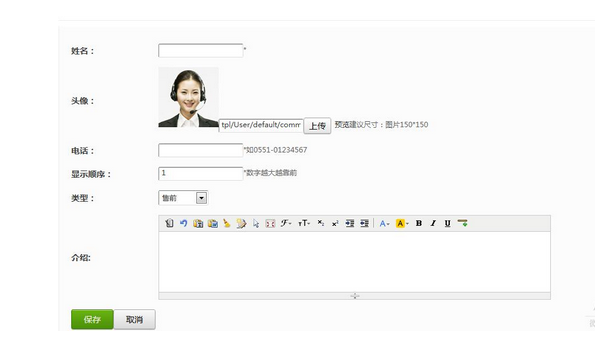 姓名：
*
头像：
tpl/User/default/comm 上传 预览建议尺寸：图片150*150
电话：
*如0551-01234567
显示顺序：
1 *数字越大越靠前
类型：
售前
介绍:
保存 取消